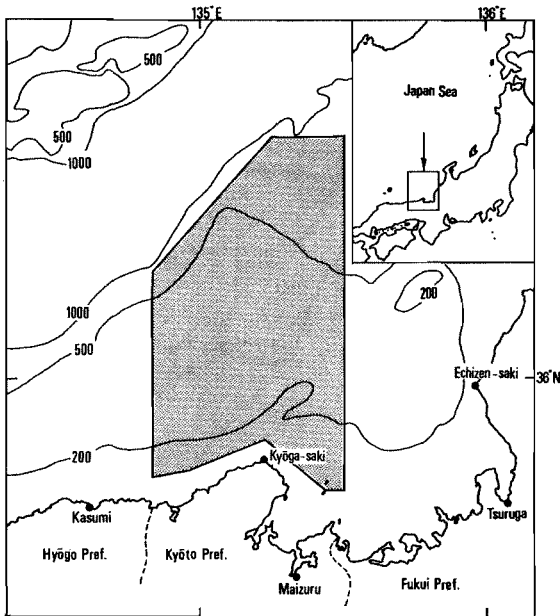 135°E
136°E
500
500
1000
Japan Sea
1000
500
200
200
36°N
Echizen-saki
Kyōga-saki
Kasumi
Tsuruga
Hyōgo Pref.
Kyōto Pref.
Maizuru
Fukui Pref.